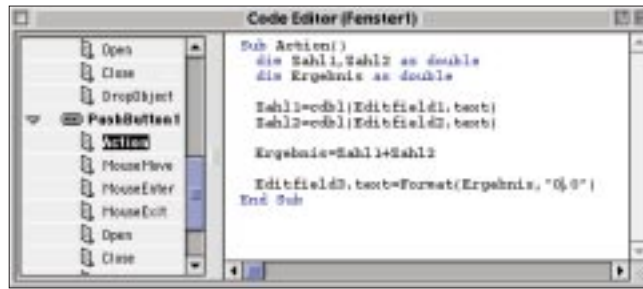 Code Editor (Fenster1)
Open
Close
DropObject
PushButton1
Action
MouseMove
MouseEnter
MouseExit
Open
Close
Sub Action()
dim Zahl1,Zahl2 as double
dim Ergebnis as double
Zahl1=cdbl(Editfield1.text)
Zahl2=cdbl(Editfield2.text)
Ergebnis=Zahl1+Zahl2
Editfield3.text=Format(Ergebnis,"0.0")
End Sub